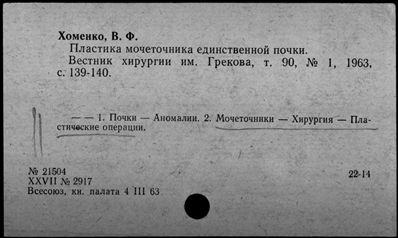 Хоменко, В. Ф.
Пластика мочеточника единственной почки.
Вестник хирургии им. Грекова, т. 90, № 1, 1963,
с. 139-140.
— — 1. Почки — Аномалии. 2. Мочеточники — Хирургия — Пла-
стические операции.
№ 21504
22-14
XXVII № 2917
Всесоюз, кн. палата 4 III 63